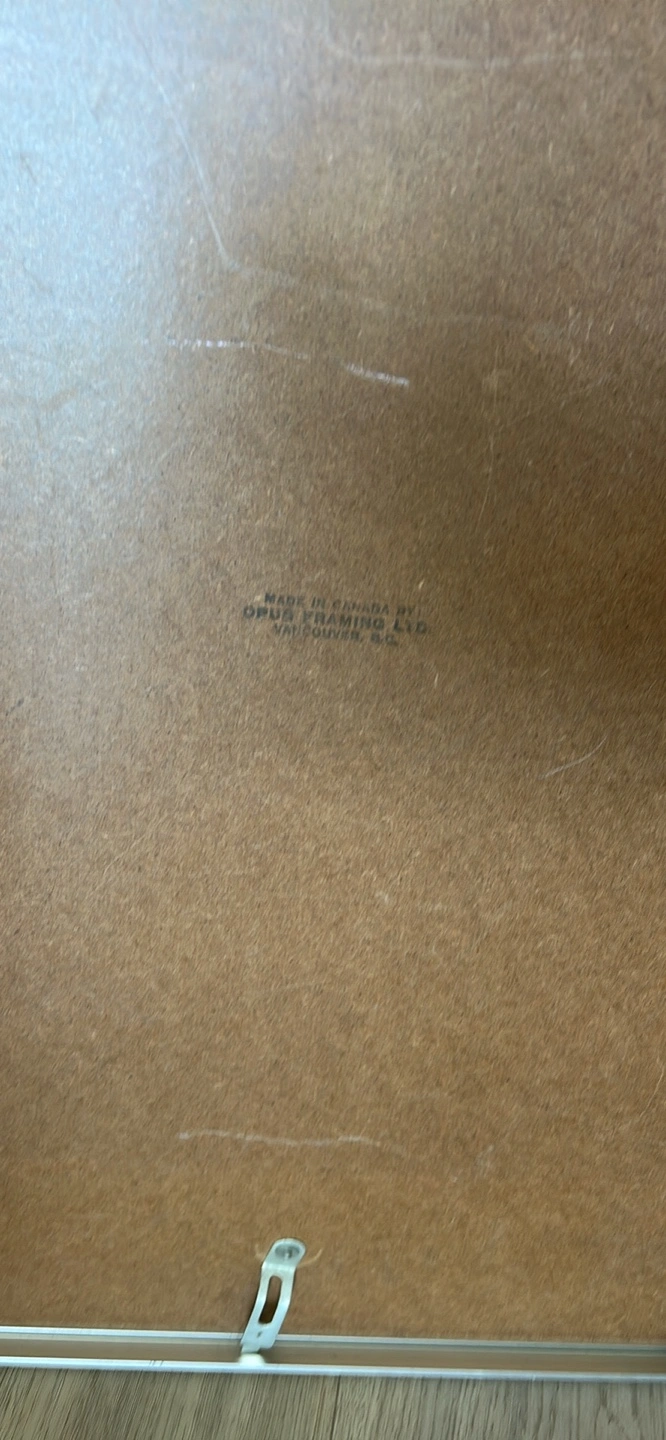 MADE IN CANADA BY:
OPUS FRAMING LTD.
VANCOUVER, B.C.